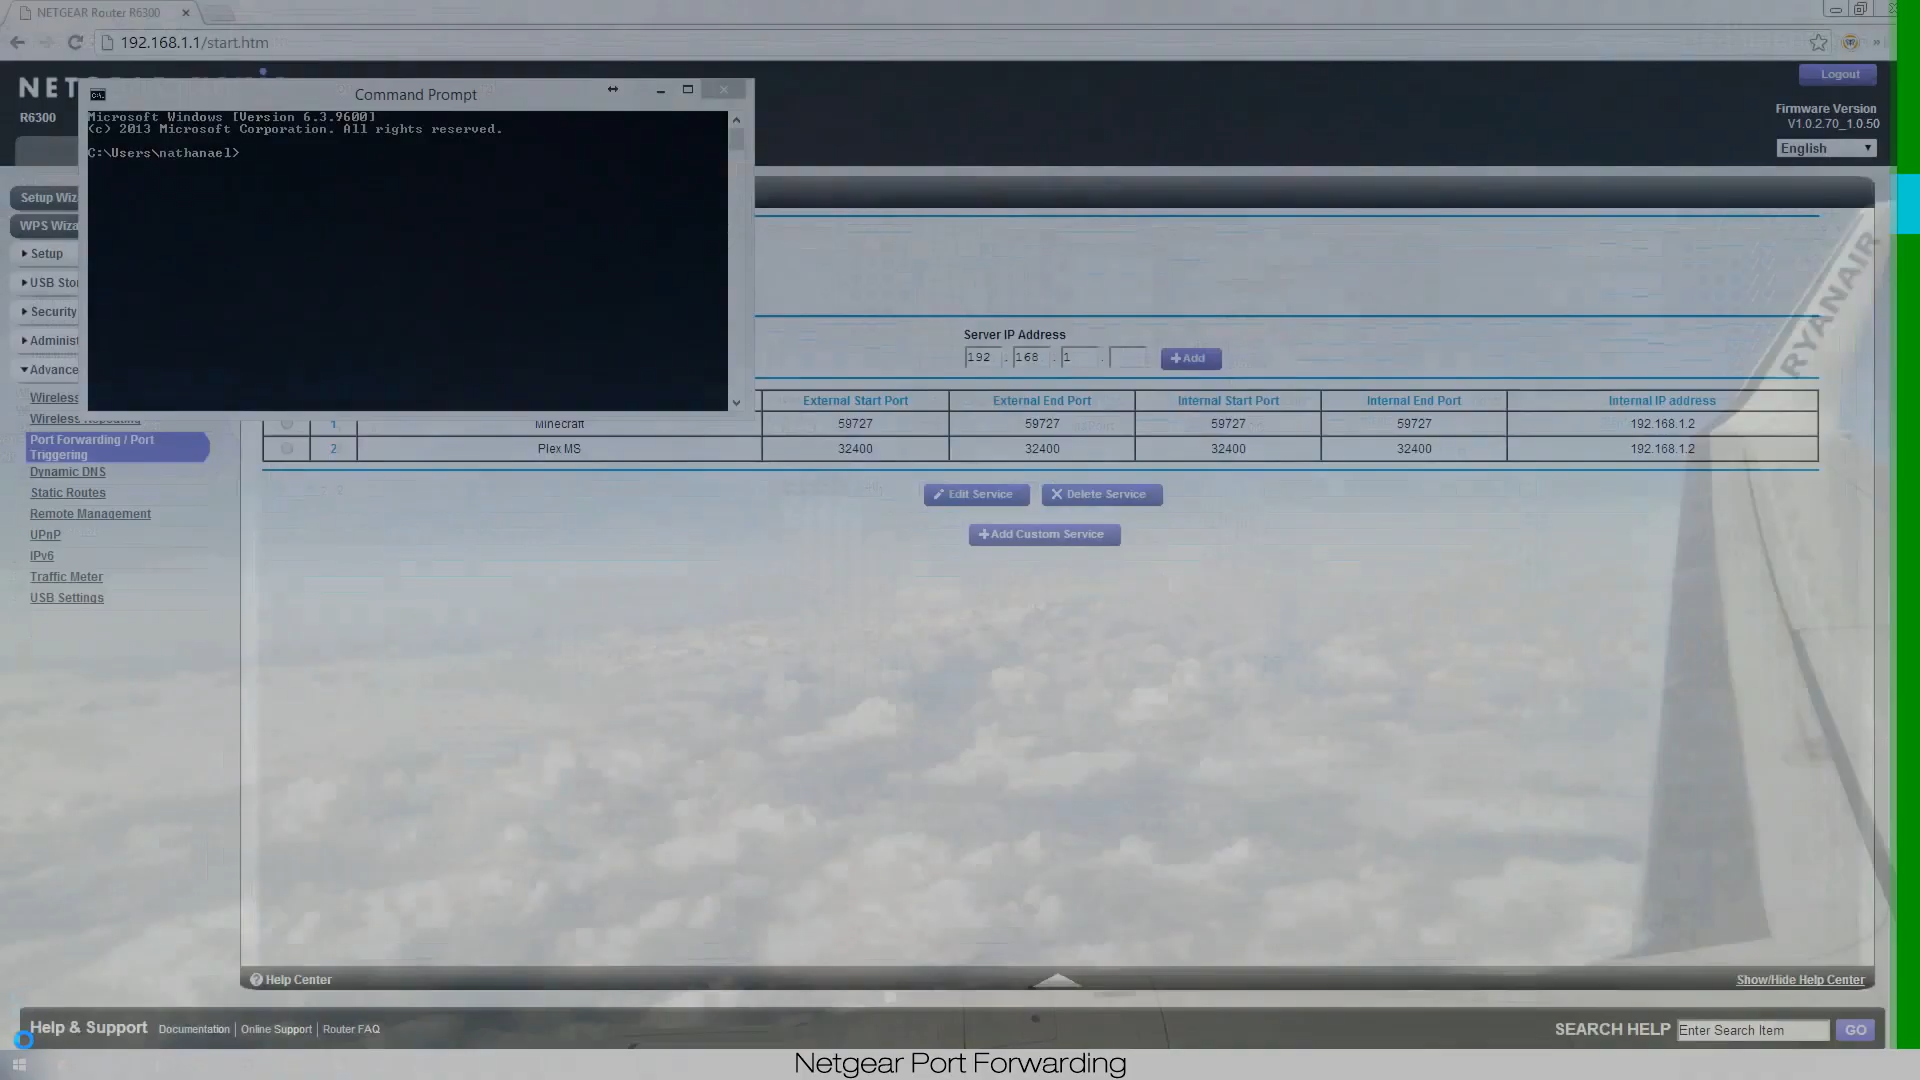 NETGEAR Router R6300
192.168.1.1/start.htm
NET
R6300
Logout
Firmware Version
V1.0.2.70_1.0.50
English
Command Prompt
Microsoft Windows [Version 6.3.9600]
(c) 2013 Microsoft Corporation. All rights reserved.
C:\Users\nathanael>
Setup Wiz
WPS Wiza
Setup
USB Sto
Security
Administ
Advance
Wireless
Wireless Repeating
Port Forwarding / Port
Triggering
Dynamic DNS
Static Routes
Remote Management
UPnP
IPv6
Traffic Meter
USB Settings
Server IP Address
192 . 168 . 1 .
+Add
External Start Port External End Port Internal Start Port Internal End Port Internal IP address
1 Minecraft 59727 59727 59727 59727 192.168.1.2
2 Plex MS 32400 32400 32400 32400 192.168.1.2
Edit Service
Delete Service
+Add Custom Service
RYANAIR
Help Center
Show/Hide Help Center
Help & Support Documentation | Online Support | Router FAQ
SEARCH HELP Enter Search Item GO
Netgear Port Forwarding